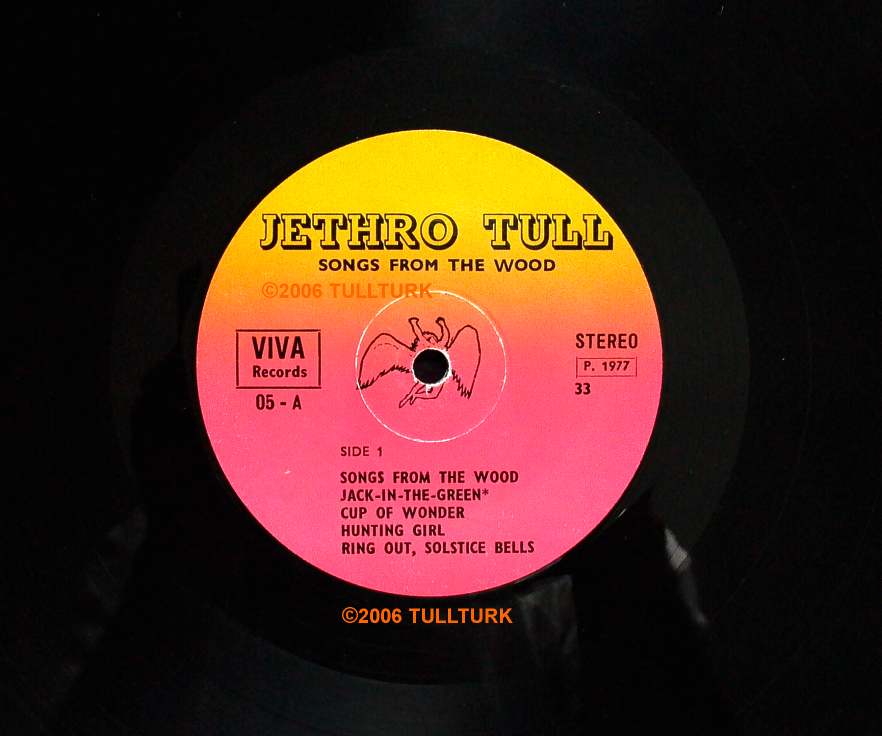 JETHRO TULL
SONGS FROM THE WOOD
©2006 TULLTURK
VIVA
Records
05 - A
STEREO
P. 1977
33
SIDE 1
SONGS FROM THE WOOD
JACK-IN-THE-GREEN*
CUP OF WONDER
HUNTING GIRL
RING OUT, SOLSTICE BELLS
©2006 TULLTURK